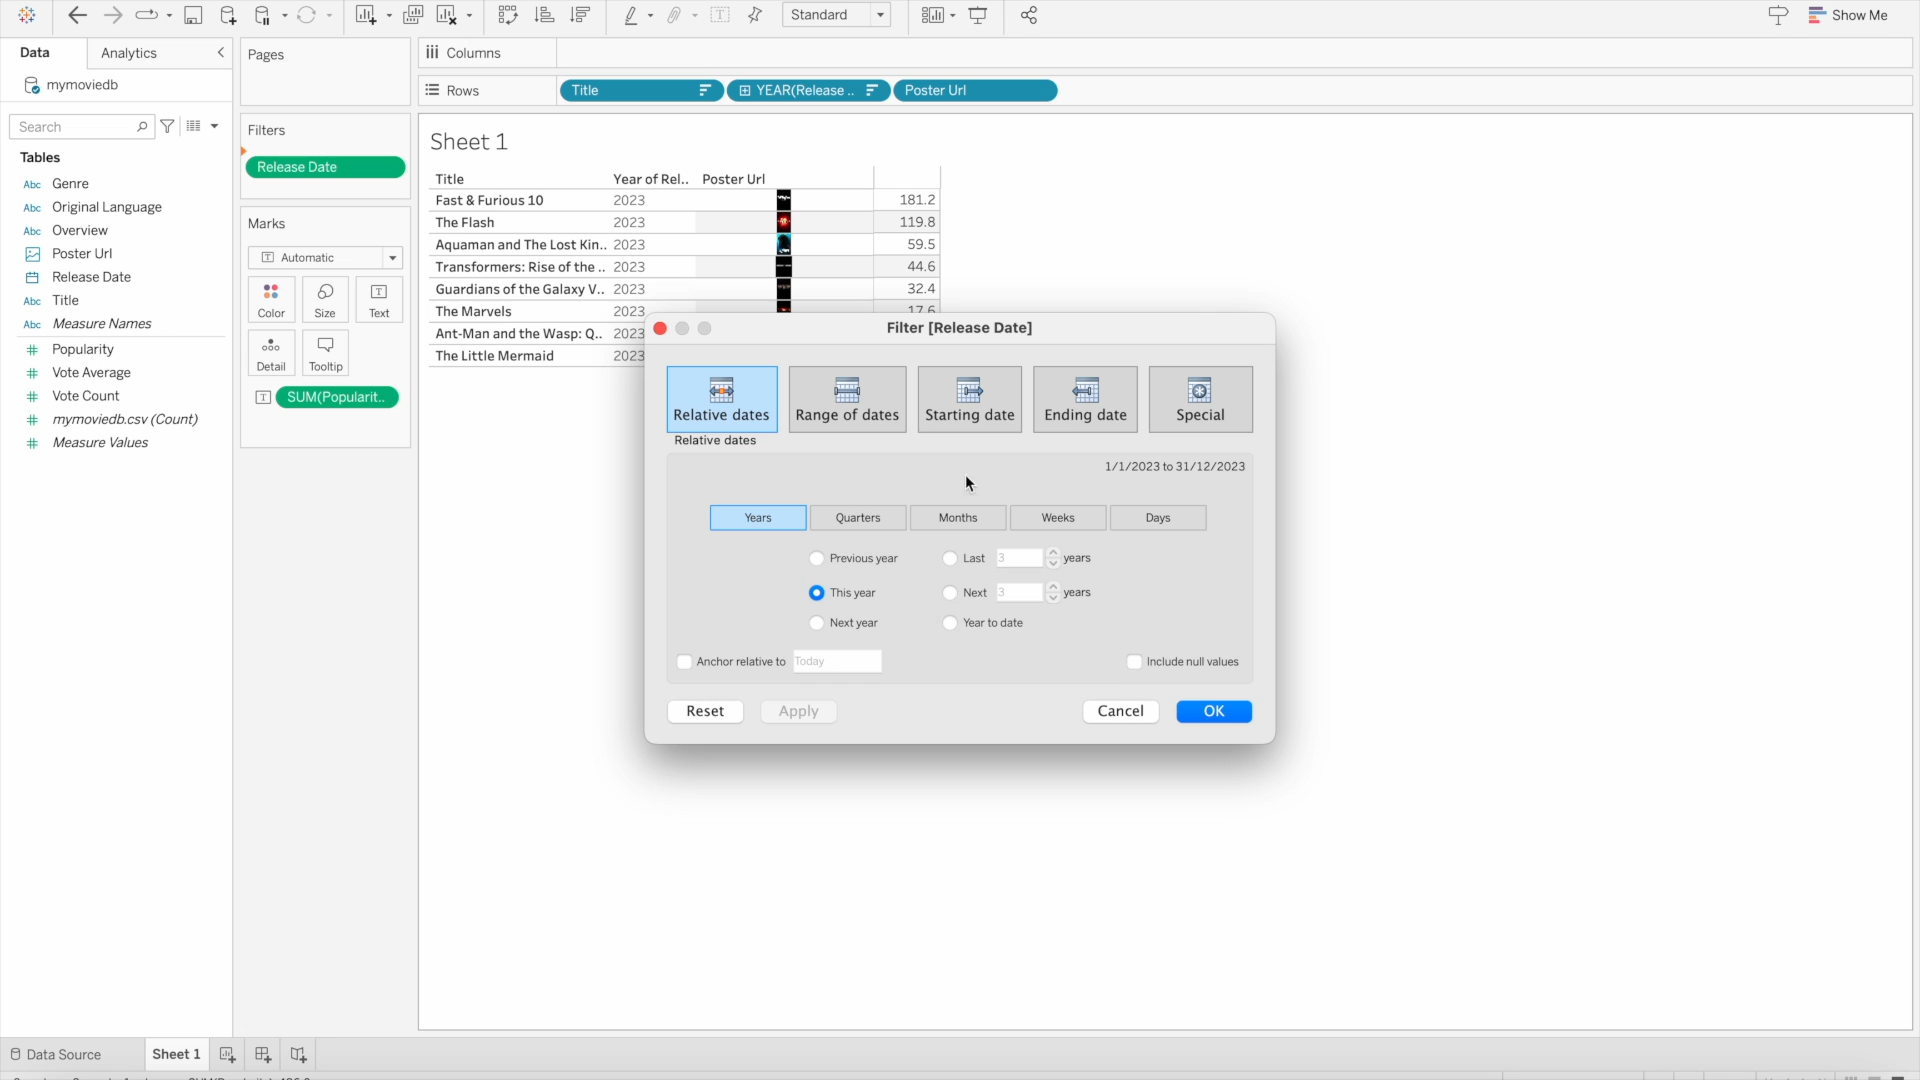 Standard
Show Me
Data
Analytics
mymoviedb
Search
Tables
Abc Genre
Abc Original Language
Abc Overview
Poster Url
Release Date
Abc Title
Abc Measure Names
Popularity
Vote Average
Vote Count
mymoviedb.csv (Count)
Measure Values
Pages
Filters
Release Date
Marks
Automatic
Color
Size
Text
Detail
Tooltip
SUM(Popularit..
Columns
Rows
Title
YEAR(Release ..
Poster Url
Sheet 1
Title Year of Rel.. Poster Url
Fast & Furious 10 2023 181.2
The Flash 2023 119.8
Aquaman and The Lost Kin.. 2023 59.5
Transformers: Rise of the .. 2023 44.6
Guardians of the Galaxy V.. 2023 32.4
The Marvels 2023 17.6
Ant-Man and the Wasp: Q.. 2023
The Little Mermaid 2023
Filter [Release Date]
Relative dates
Range of dates
Starting date
Ending date
Special
Relative dates
1/1/2023 to 31/12/2023
Years
Quarters
Months
Weeks
Days
Previous year
Last 3 years
This year
Next 3 years
Next year
Year to date
Anchor relative to Today
Include null values
Reset
Apply
Cancel
OK
Data Source
Sheet 1